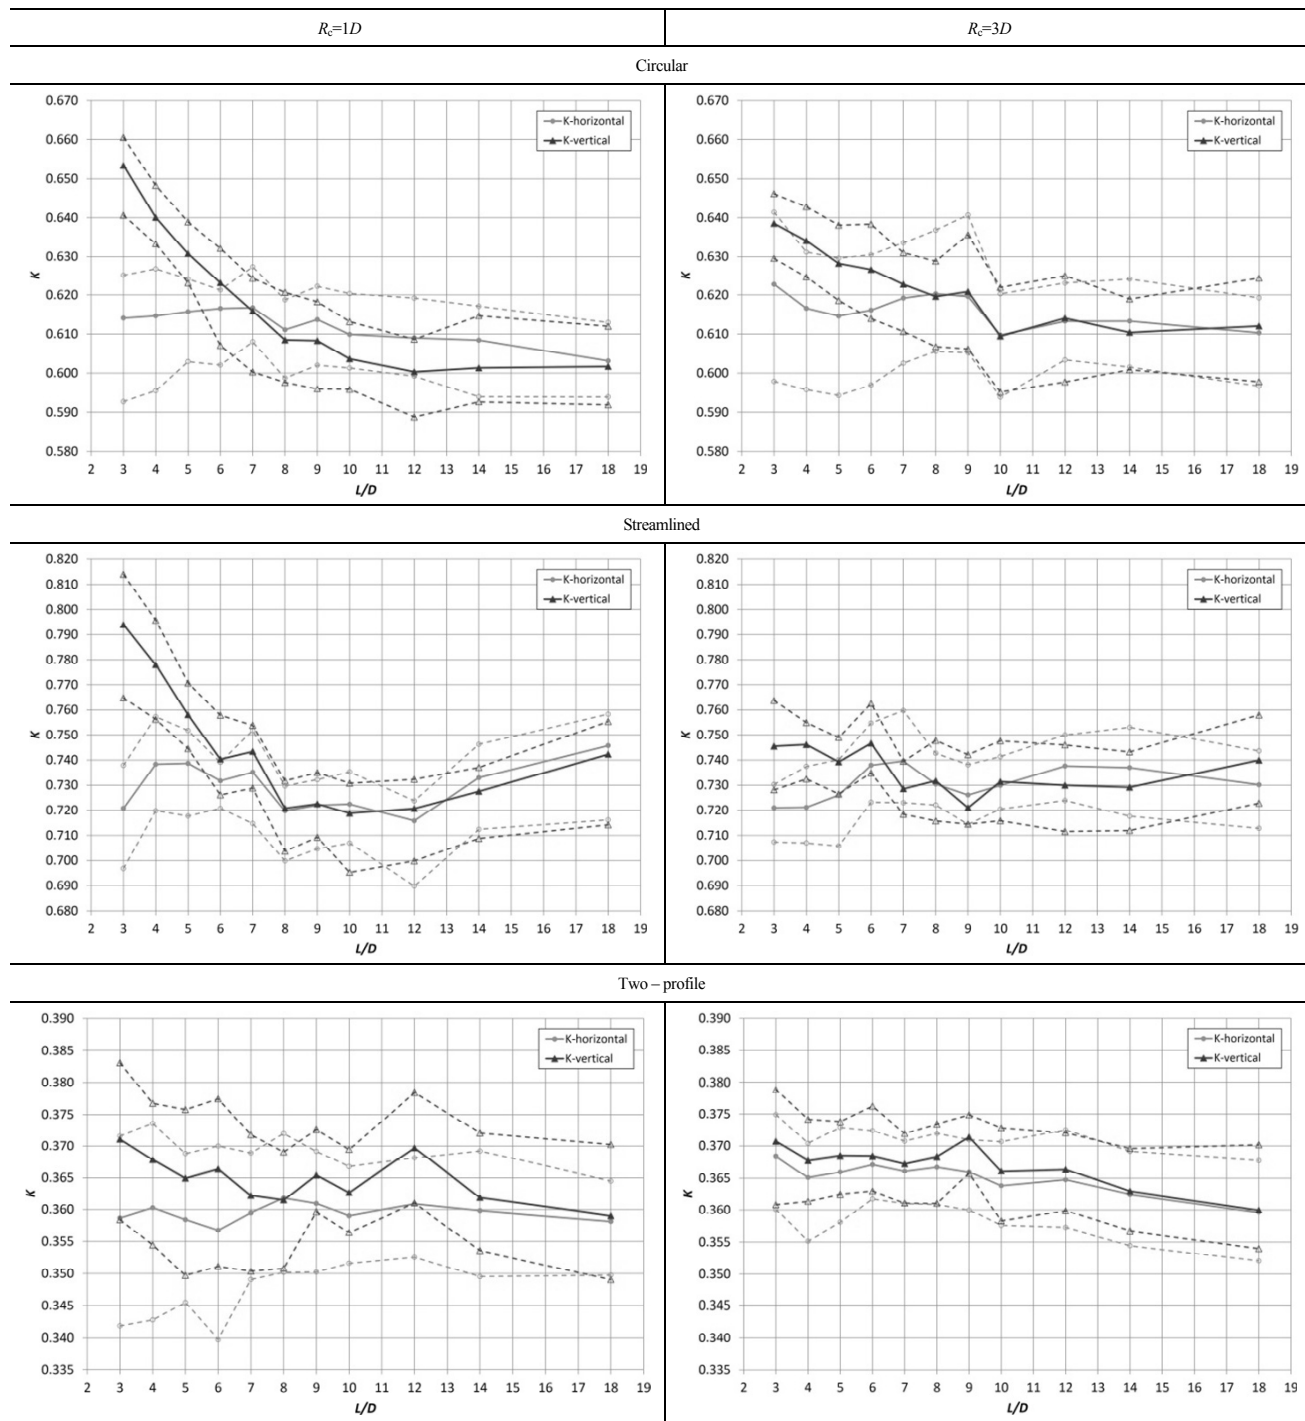 Rc=1D
Rc=3D
Circular
0.670
0.660
0.650
0.640
0.630
0.620
0.610
0.600
0.590
0.580
K
K-horizontal
K-vertical
2 3 4 5 6 7 8 9 10 11 12 13 14 15 16 17 18 19
L/D
0.670
0.660
0.650
0.640
0.630
0.620
0.610
0.600
0.590
0.580
K
K-horizontal
K-vertical
2 3 4 5 6 7 8 9 10 11 12 13 14 15 16 17 18 19
L/D
Streamlined
0.820
0.810
0.800
0.790
0.780
0.770
0.760
0.750
0.740
0.730
0.720
0.710
0.700
0.690
0.680
K
K-horizontal
K-vertical
2 3 4 5 6 7 8 9 10 11 12 13 14 15 16 17 18 19
L/D
0.820
0.810
0.800
0.790
0.780
0.770
0.760
0.750
0.740
0.730
0.720
0.710
0.700
0.690
0.680
K
K-horizontal
K-vertical
2 3 4 5 6 7 8 9 10 11 12 13 14 15 16 17 18 19
L/D
Two – profile
0.390
0.385
0.380
0.375
0.370
0.365
0.360
0.355
0.350
0.345
0.340
0.335
K
K-horizontal
K-vertical
2 3 4 5 6 7 8 9 10 11 12 13 14 15 16 17 18 19
L/D
0.390
0.385
0.380
0.375
0.370
0.365
0.360
0.355
0.350
0.345
0.340
0.335
K
K-horizontal
K-vertical
2 3 4 5 6 7 8 9 10 11 12 13 14 15 16 17 18 19
L/D